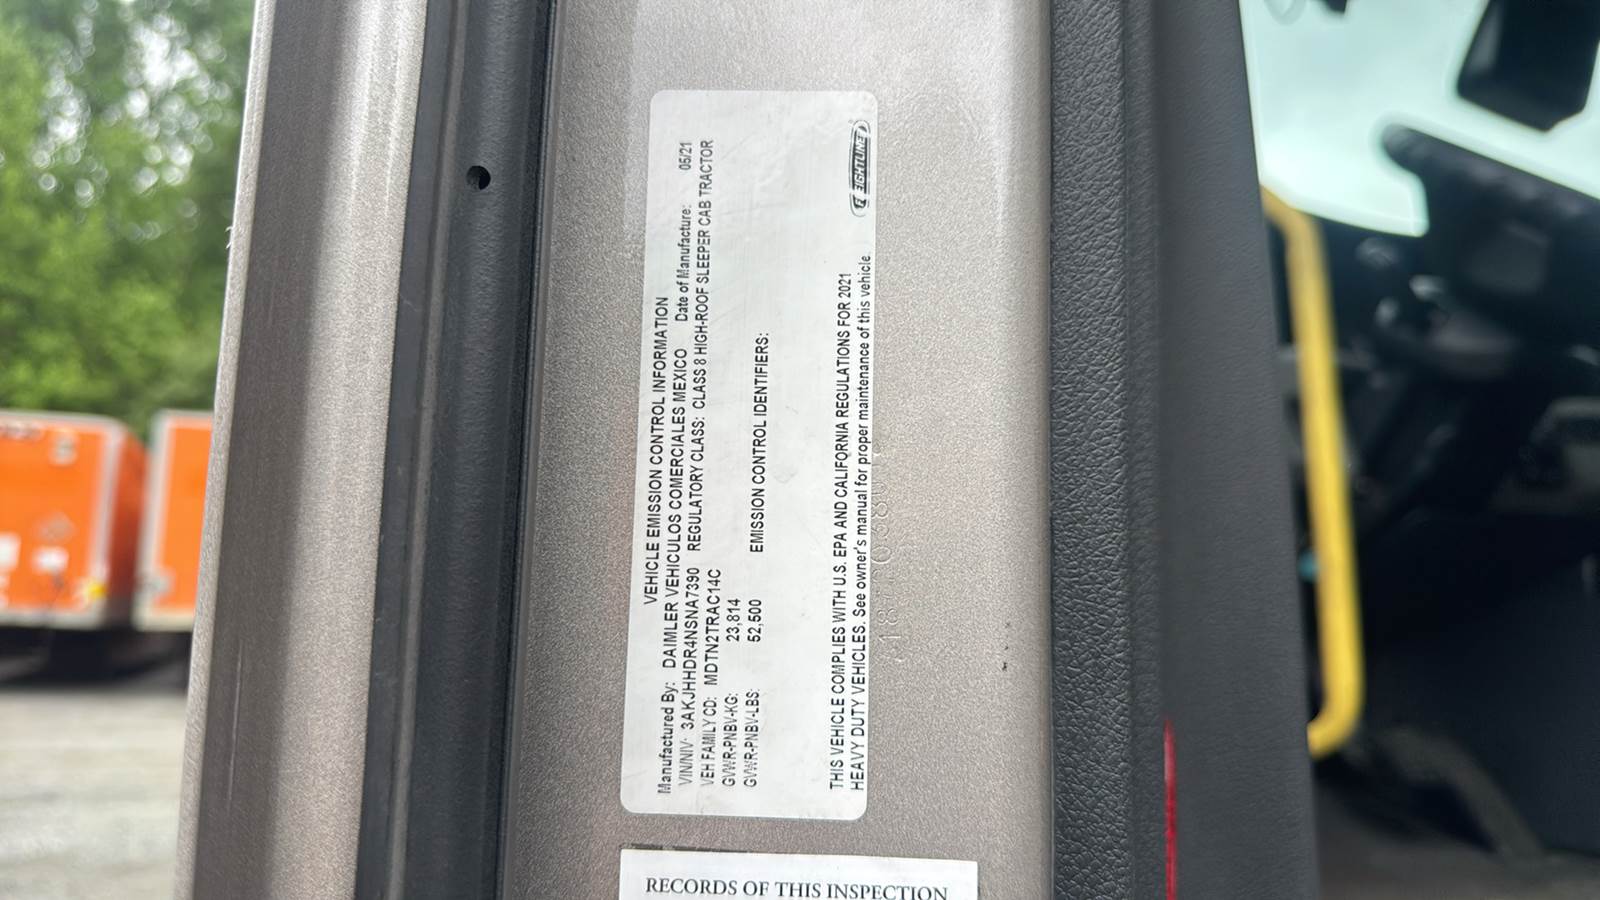 VEHICLE EMISSION CONTROL INFORMATION
Manufactured By: DAIMLER VEHICULOS COMERCIALES MEXICO Date of Manufacture: 05/21
VIN/NIV: 3AKJHHDR4NSNA7390 REGULATORY CLASS: CLASS 8 HIGH-ROOF SLEEPER CAB TRACTOR
VEH FAMILY CD: MDTN2TRAC14C
GVWR-PNBV-KG: 23,814
GVWR-PNBV-LBS: 52,500 EMISSION CONTROL IDENTIFIERS:
THIS VEHICLE COMPLIES WITH U.S. EPA AND CALIFORNIA REGULATIONS FOR 2021
HEAVY DUTY VEHICLES. See owner's manual for proper maintenance of this vehicle.
FREIGHTLINER
RECORDS OF THIS INSPECTION